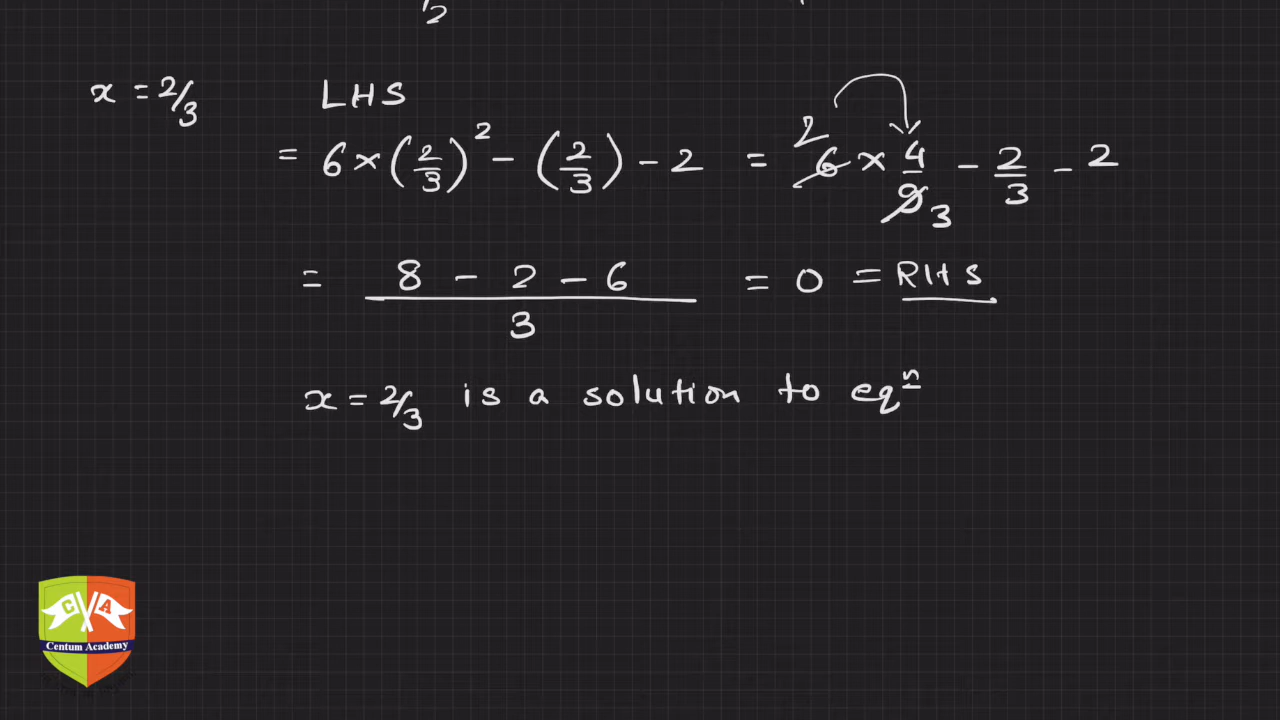 /2
x = 2/3 LHS
= 6 × (2/3)² − (2/3) − 2 = 2 6 × 4/9 3 − 2/3 − 2
= 8 − 2 − 6 / 3 = 0 = RHS
x = 2/3 is a solution to eqⁿ
C A
Centum Academy